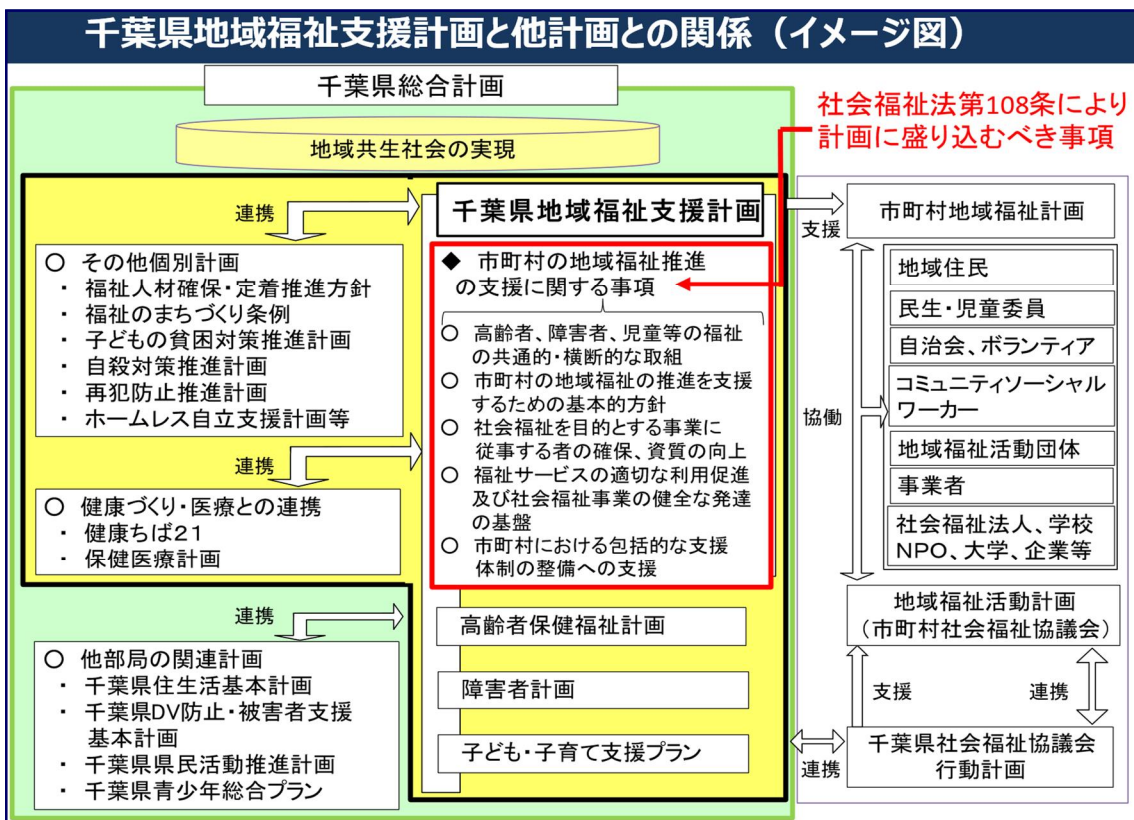 千葉県地域福祉支援計画と他計画との関係（イメージ図）
千葉県総合計画
地域共生社会の実現
社会福祉法第108条により
計画に盛り込むべき事項
連携
○ その他個別計画
・ 福祉人材確保・定着推進方針
・ 福祉のまちづくり条例
・ 子どもの貧困対策推進計画
・ 自殺対策推進計画
・ 再犯防止推進計画
・ ホームレス自立支援計画等
連携
○ 健康づくり・医療との連携
・ 健康ちば２１
・ 保健医療計画
連携
○ 他部局の関連計画
・ 千葉県住生活基本計画
・ 千葉県DV防止・被害者支援
基本計画
・ 千葉県県民活動推進計画
・ 千葉県青少年総合プラン
千葉県地域福祉支援計画
◆ 市町村の地域福祉推進
の支援に関する事項
○ 高齢者、障害者、児童等の福祉
の共通的・横断的な取組
○ 市町村の地域福祉の推進を支援
するための基本的方針
○ 社会福祉を目的とする事業に
従事する者の確保、資質の向上
○ 福祉サービスの適切な利用促進
及び社会福祉事業の健全な発達
の基盤
○ 市町村における包括的な支援
体制の整備への支援
高齢者保健福祉計画
障害者計画
子ども・子育て支援プラン
支援
市町村地域福祉計画
協働
地域住民
民生・児童委員
自治会、ボランティア
コミュニティソーシャル
ワーカー
地域福祉活動団体
事業者
社会福祉法人、学校
NPO、大学、企業等
地域福祉活動計画
（市町村社会福祉協議会）
支援
連携
連携
千葉県社会福祉協議会
行動計画